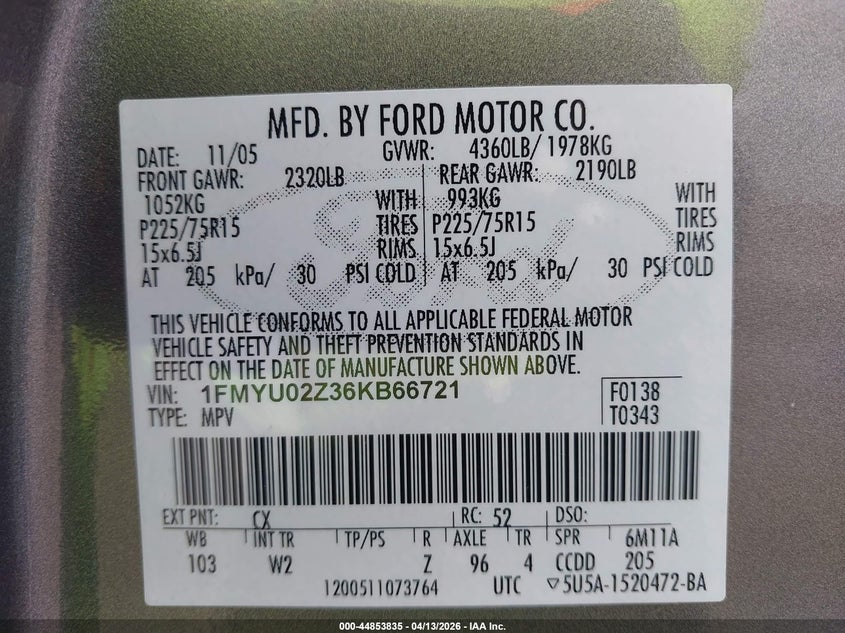 MFD. BY FORD MOTOR CO.
DATE: 11/05 GVWR: 4360LB/ 1978KG
FRONT GAWR: 2320LB REAR GAWR: 2190LB
1052KG WITH 993KG WITH
P225/75R15 TIRES P225/75R15 TIRES
15x6.5J RIMS 15x6.5J RIMS
AT 205 kPa/ 30 PSI COLD AT 205 kPa/ 30 PSI COLD
THIS VEHICLE CONFORMS TO ALL APPLICABLE FEDERAL MOTOR
VEHICLE SAFETY AND THEFT PREVENTION STANDARDS IN
EFFECT ON THE DATE OF MANUFACTURE SHOWN ABOVE.
VIN: 1FMYU02Z36KB66721 F0138
TYPE: MPV T0343
EXT PNT: CX RC: 52 DSO:
WB INT TR TP/PS R AXLE TR SPR 6M11A
103 W2 Z 96 4 CCDD 205
1200511073764 UTC ▽5U5A-1520472-BA
000-44853835 - 04/13/2026 - IAA Inc.